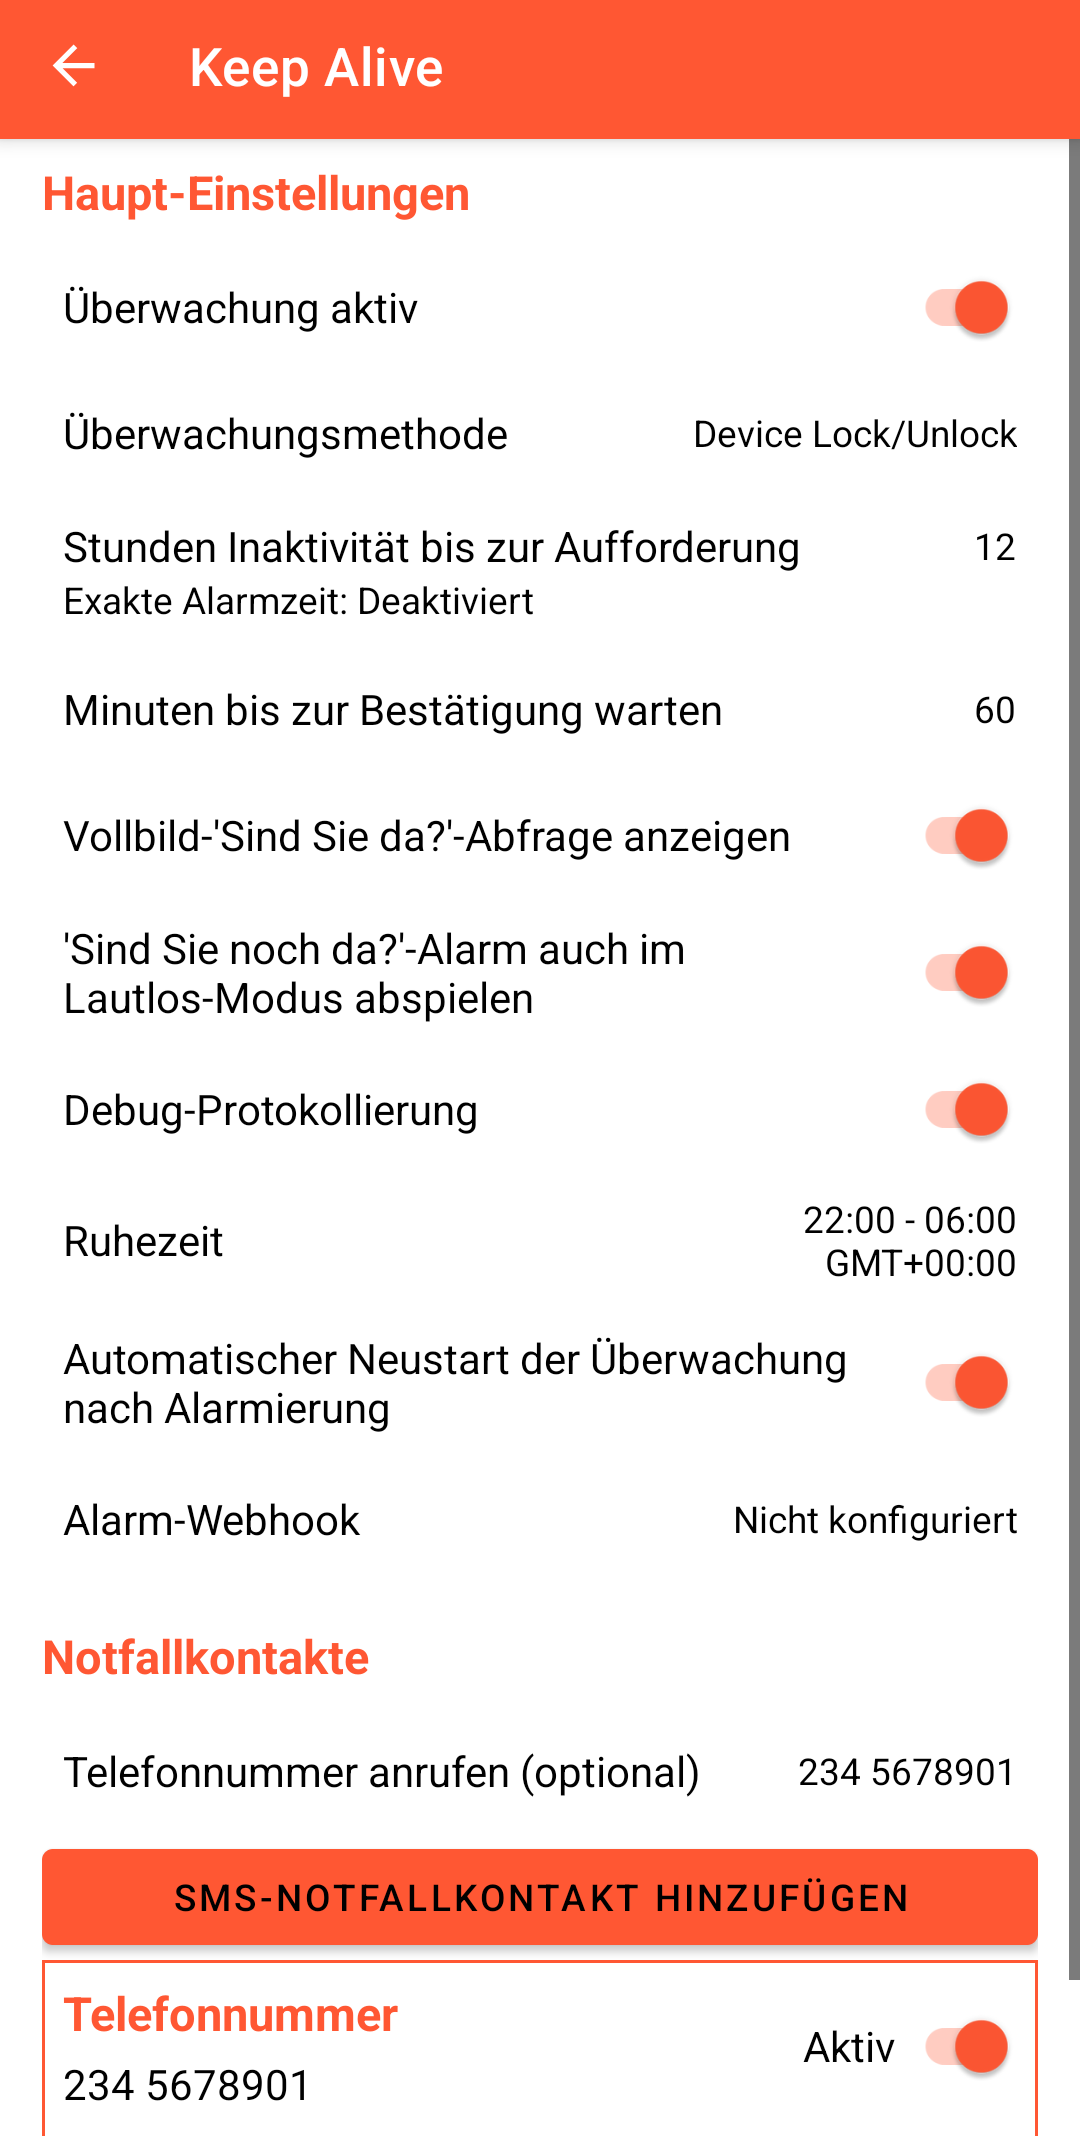 Keep Alive
Haupt-Einstellungen
Überwachung aktiv
Überwachungsmethode
Device Lock/Unlock
Stunden Inaktivität bis zur Aufforderung
12
Exakte Alarmzeit: Deaktiviert
Minuten bis zur Bestätigung warten
60
Vollbild-'Sind Sie da?'-Abfrage anzeigen
'Sind Sie noch da?'-Alarm auch im
Lautlos-Modus abspielen
Debug-Protokollierung
Ruhezeit
22:00 - 06:00
GMT+00:00
Automatischer Neustart der Überwachung
nach Alarmierung
Alarm-Webhook
Nicht konfiguriert
Notfallkontakte
Telefonnummer anrufen (optional)
234 5678901
SMS-NOTFALLKONTAKT HINZUFÜGEN
Telefonnummer
234 5678901
Aktiv